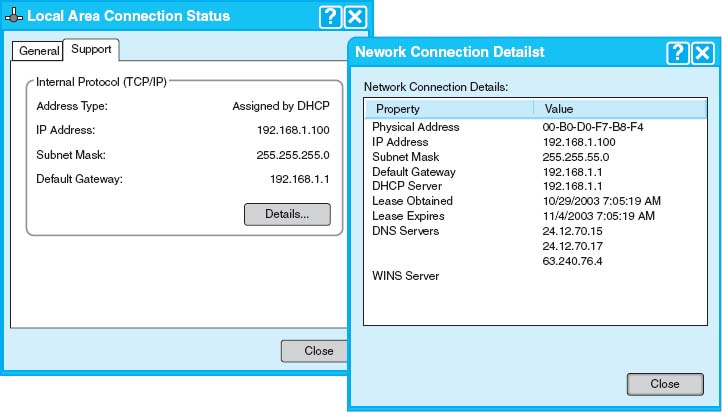 Local Area Connection Status
General Support
Internal Protocol (TCP/IP)
Address Type: Assigned by DHCP
IP Address: 192.168.1.100
Subnet Mask: 255.255.255.0
Default Gateway: 192.168.1.1
Details...
Close
Nework Connection Detailst
Network Connection Details:
Property Value
Physical Address 00-B0-D0-F7-B8-F4
IP Address 192.168.1.100
Subnet Mask 255.255.55.0
Default Gateway 192.168.1.1
DHCP Server 192.168.1.1
Lease Obtained 10/29/2003 7:05:19 AM
Lease Expires 11/4/2003 7:05:19 AM
DNS Servers 24.12.70.15
24.12.70.17
63.240.76.4
WINS Server
Close